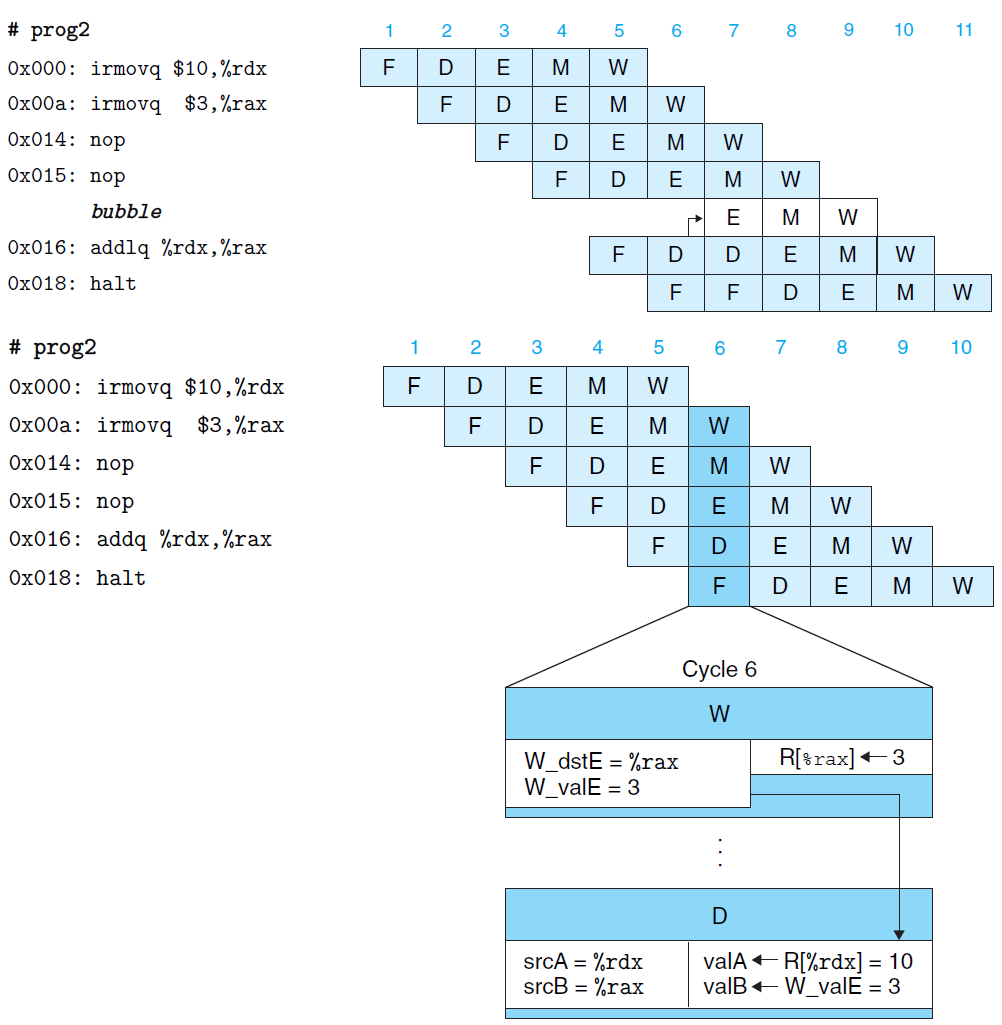 # prog2 1 2 3 4 5 6 7 8 9 10 11
0x000: irmovq $10,%rdx F D E M W
0x00a: irmovq $3,%rax F D E M W
0x014: nop F D E M W
0x015: nop F D E M W
bubble E M W
0x016: addlq %rdx,%rax F D D E M W
0x018: halt F F D E M W
# prog2 1 2 3 4 5 6 7 8 9 10
0x000: irmovq $10,%rdx F D E M W
0x00a: irmovq $3,%rax F D E M W
0x014: nop F D E M W
0x015: nop F D E M W
0x016: addq %rdx,%rax F D E M W
0x018: halt F D E M W
Cycle 6
W
W_dstE = %rax R[%rax] ← 3
W_valE = 3
D
srcA = %rdx valA ← R[%rdx] = 10
srcB = %rax valB ← W_valE = 3